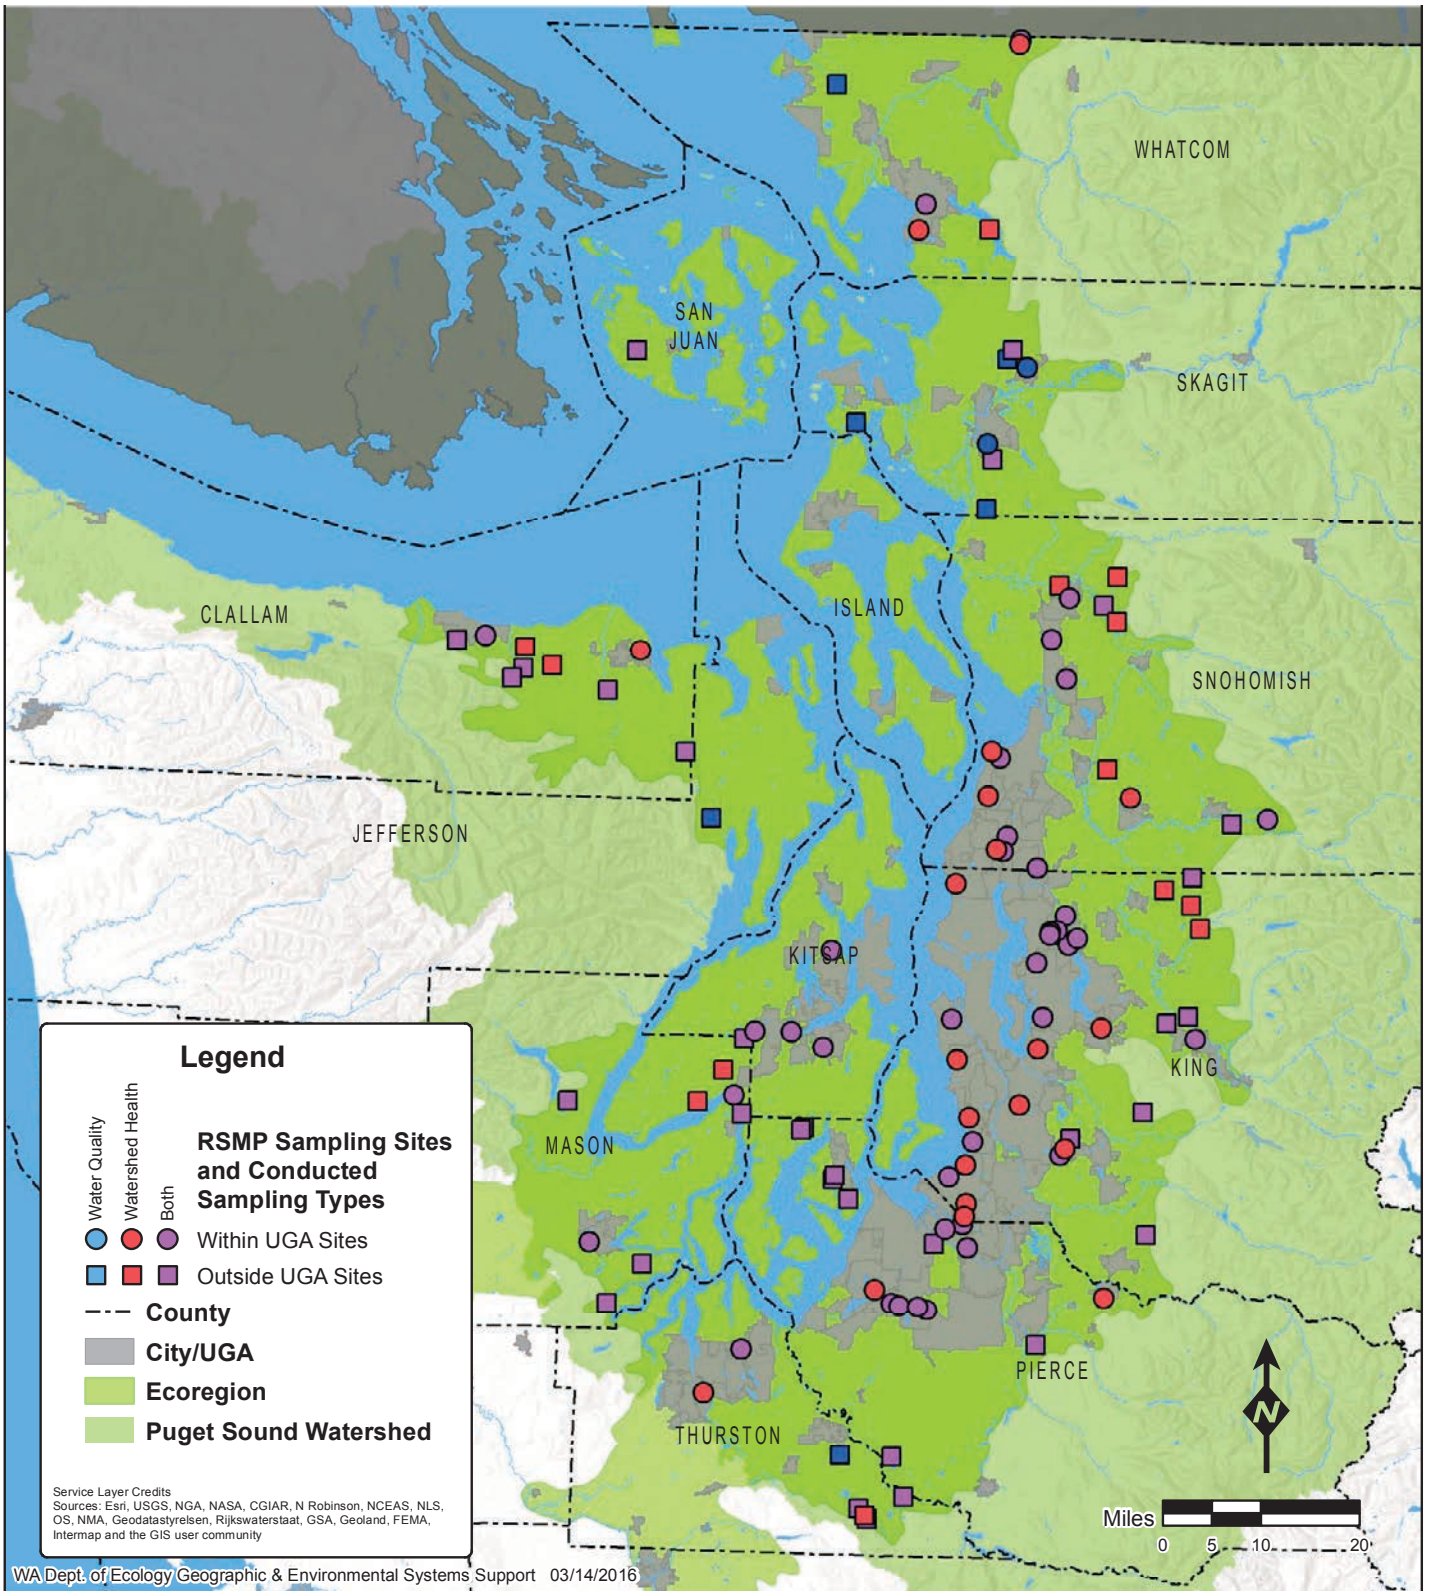 WHATCOM
SAN
JUAN
SKAGIT
CLALLAM
ISLAND
SNOHOMISH
JEFFERSON
KITSAP
KING
MASON
PIERCE
THURSTON
Legend
Water Quality
Watershed Health
Both
RSMP Sampling Sites
and Conducted
Sampling Types
Within UGA Sites
Outside UGA Sites
County
City/UGA
Ecoregion
Puget Sound Watershed
Service Layer Credits
Sources: Esri, USGS, NGA, NASA, CGIAR, N Robinson, NCEAS, NLS,
OS, NMA, Geodatastyrelsen, Rijkswaterstaat, GSA, Geoland, FEMA,
Intermap and the GIS user community
N
Miles
0 5 10 20
WA Dept. of Ecology Geographic & Environmental Systems Support 03/14/2016